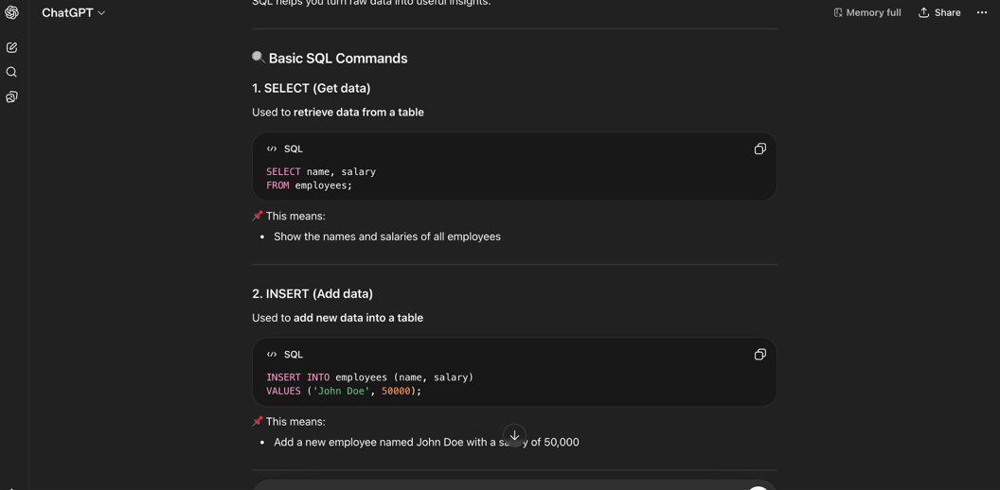 ChatGPT
Memory full
Share
SQL helps you turn raw data into useful insights.
Basic SQL Commands
1. SELECT (Get data)
Used to retrieve data from a table
SQL
SELECT name, salary
FROM employees;
This means:
• Show the names and salaries of all employees
2. INSERT (Add data)
Used to add new data into a table
SQL
INSERT INTO employees (name, salary)
VALUES ('John Doe', 50000);
This means:
• Add a new employee named John Doe with a of 50,000